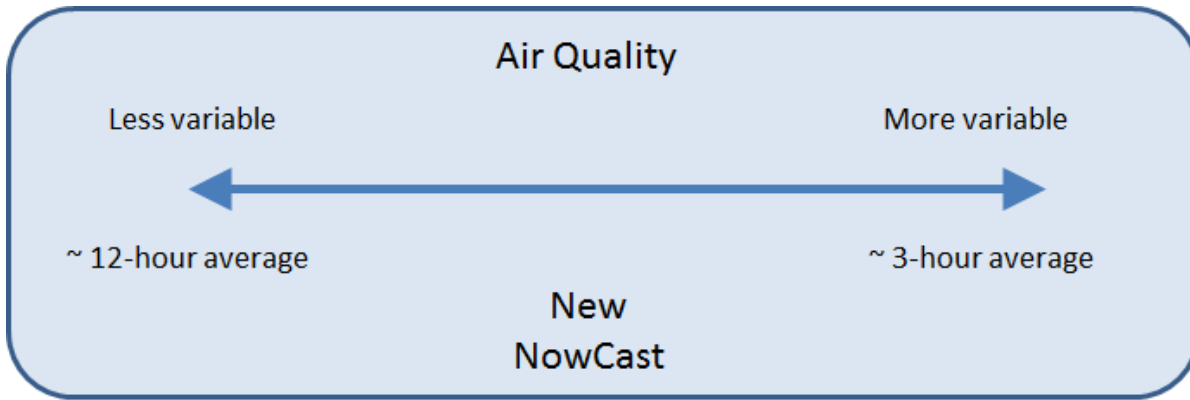 Air Quality
Less variable
More variable
~ 12-hour average
~ 3-hour average
New
NowCast